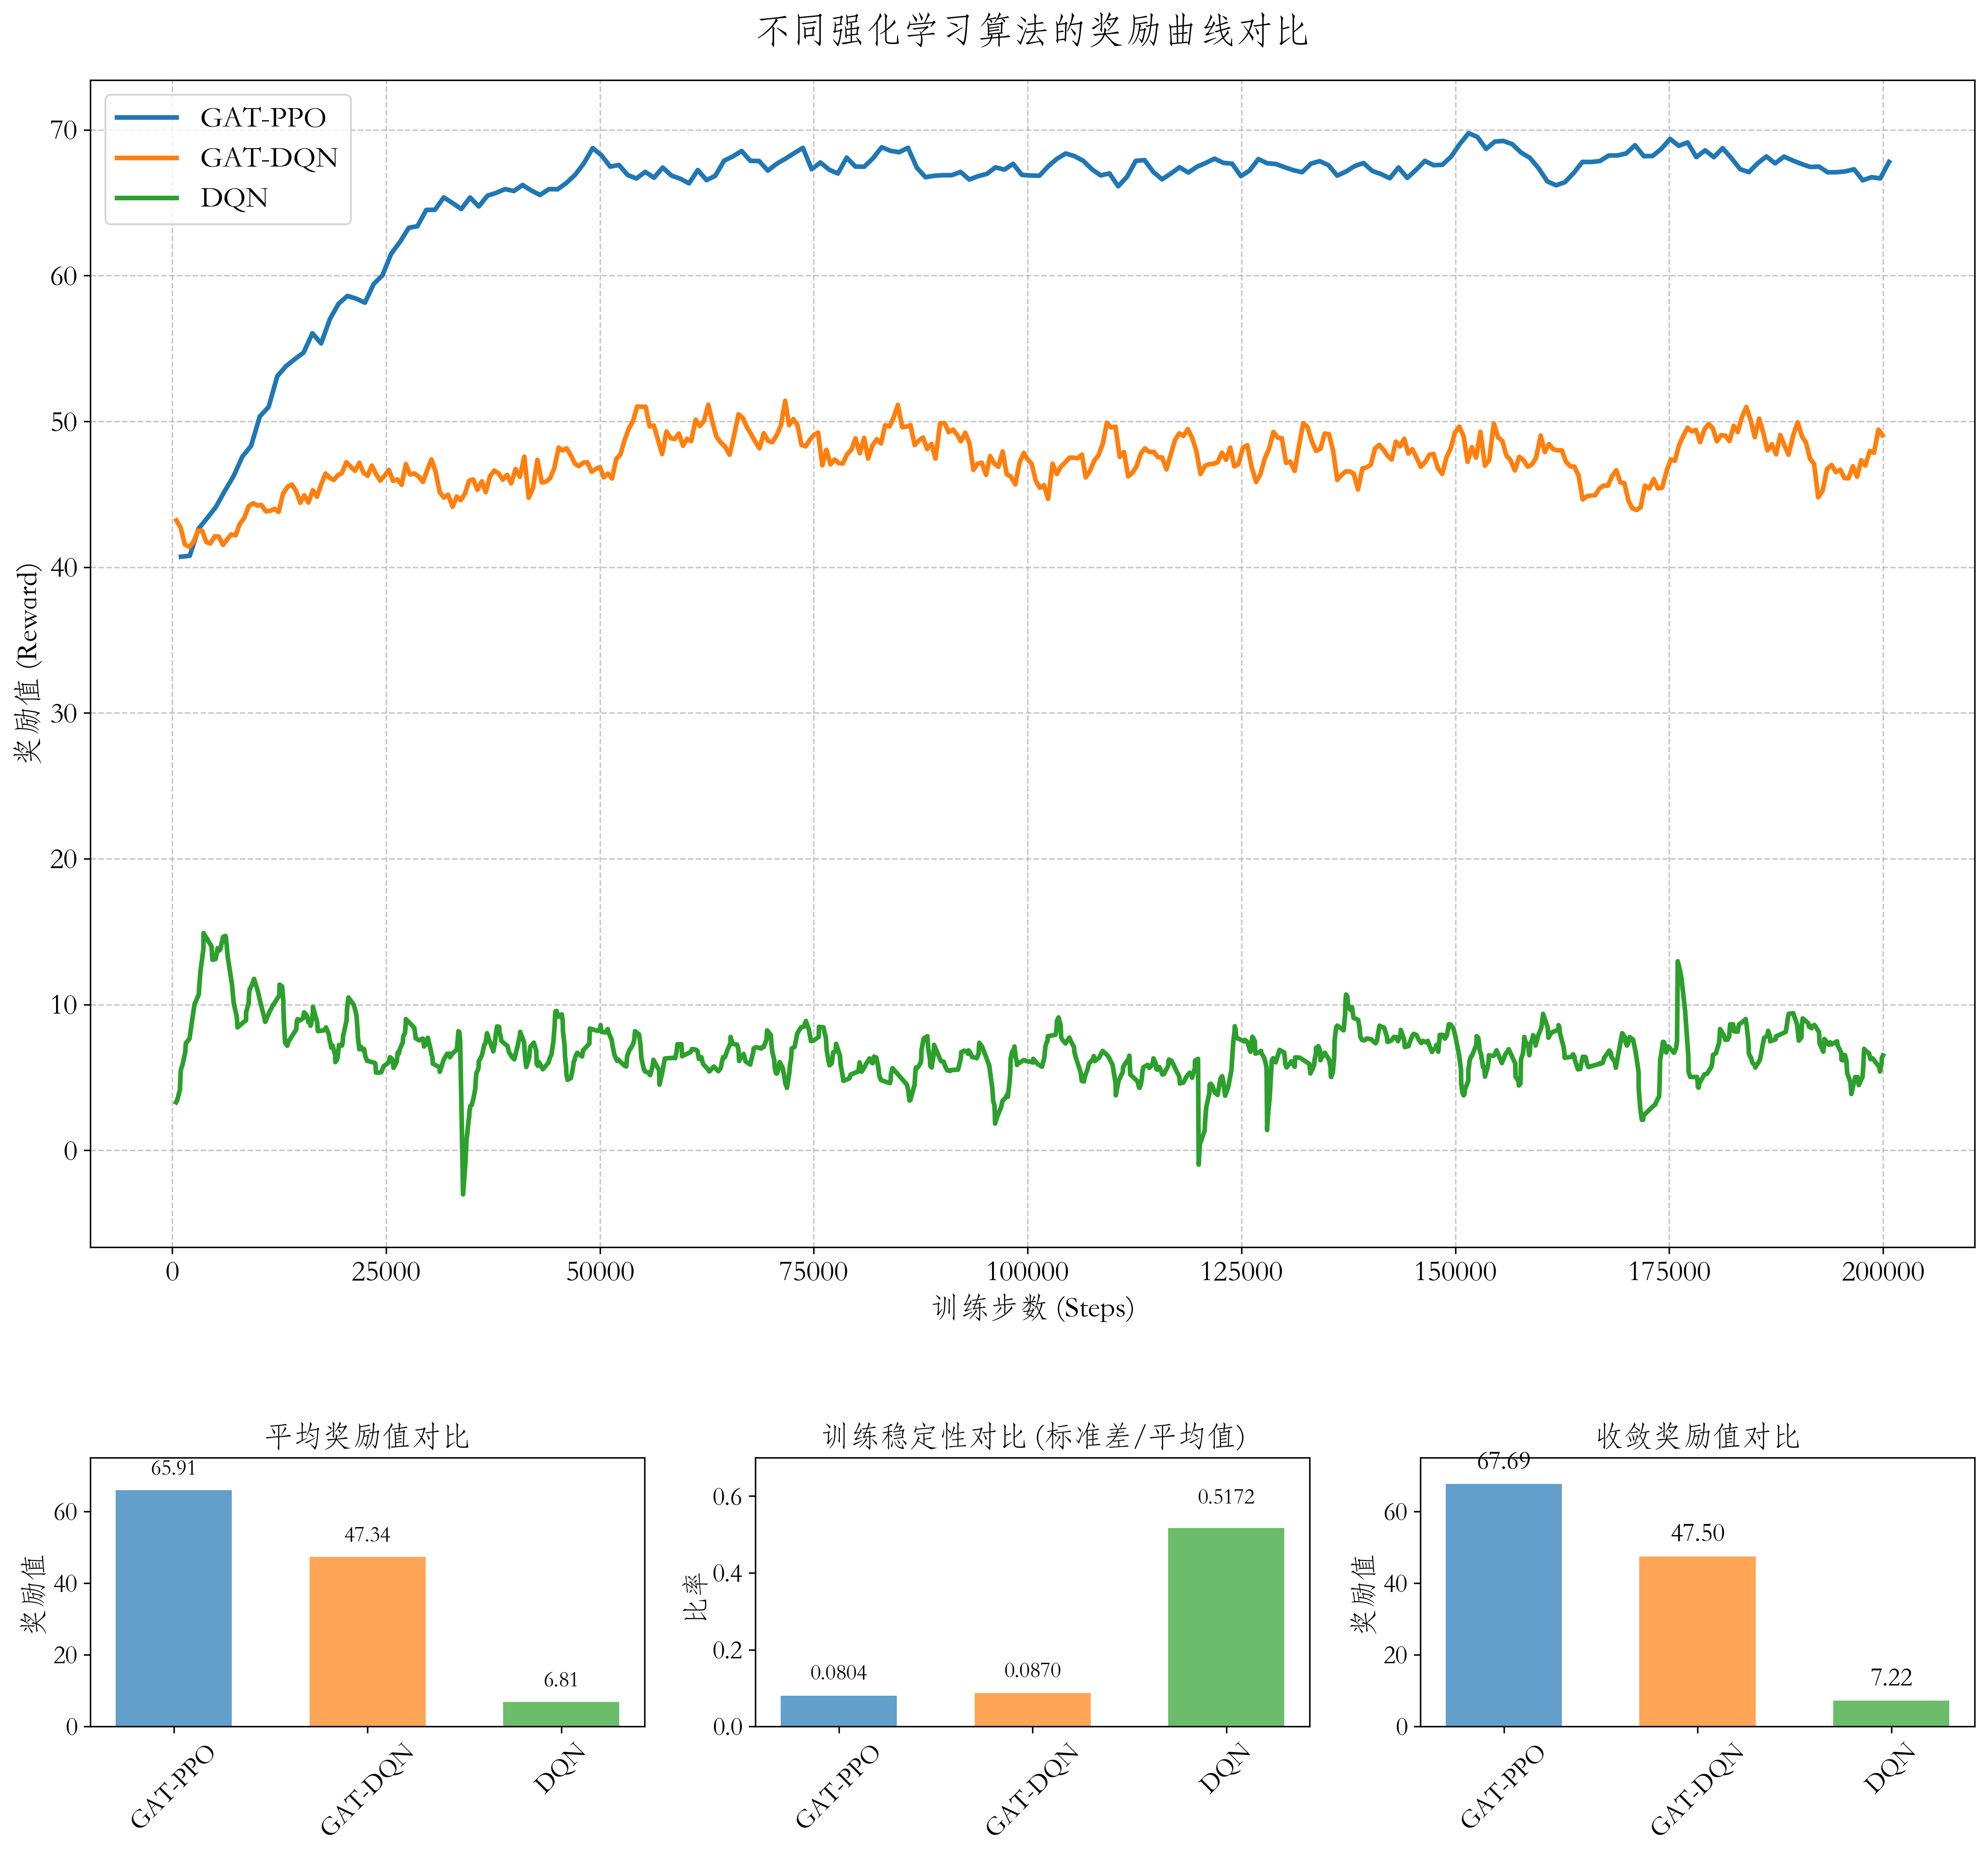 不同强化学习算法的奖励曲线对比
GAT-PPO
GAT-DQN
DQN
奖励值 (Reward)
70
60
50
40
30
20
10
0
0 25000 50000 75000 100000 125000 150000 175000 200000
训练步数 (Steps)
平均奖励值对比
奖励值
60
40
20
0
65.91
47.34
6.81
GAT-PPO
GAT-DQN
DQN
训练稳定性对比 (标准差/平均值)
比率
0.6
0.4
0.2
0.0
0.0804
0.0870
0.5172
GAT-PPO
GAT-DQN
DQN
收敛奖励值对比
奖励值
60
40
20
0
67.69
47.50
7.22
GAT-PPO
GAT-DQN
DQN